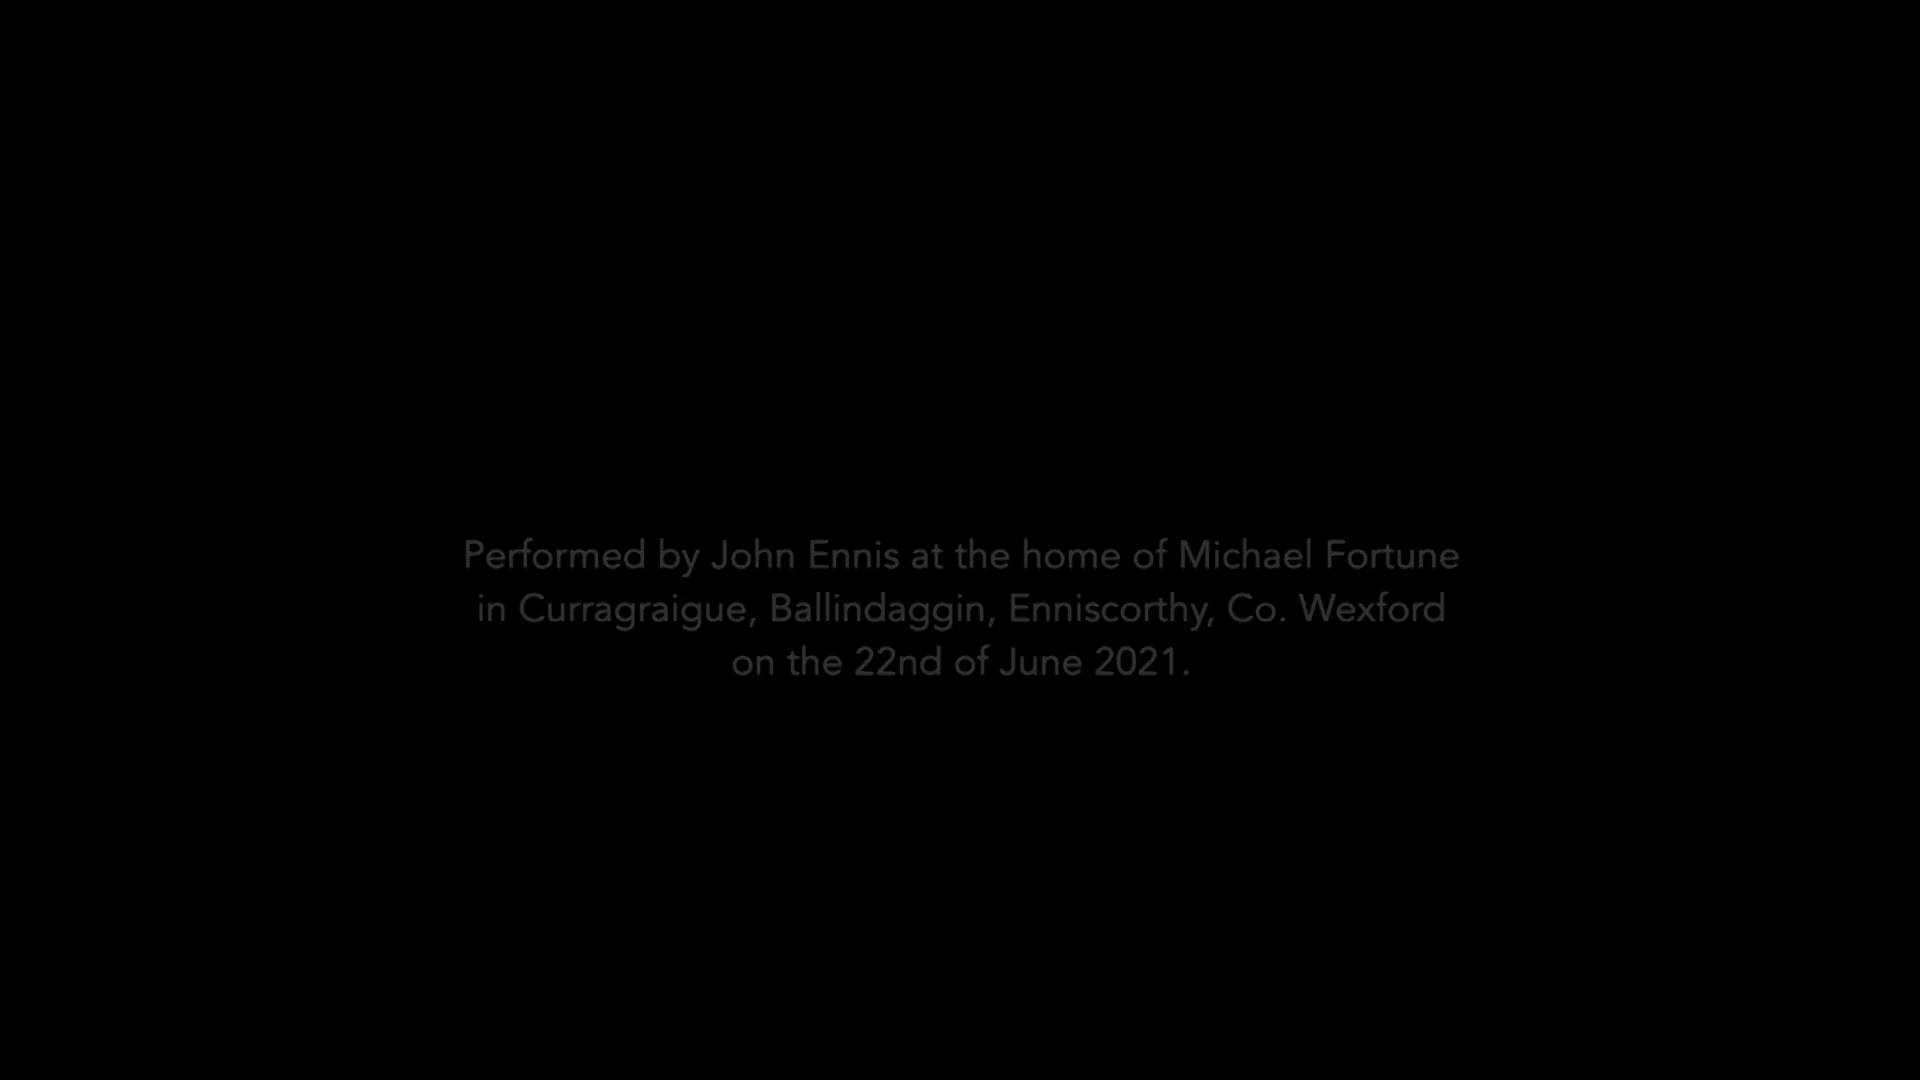 Performed by John Ennis at the home of Michael Fortune
in Curragraigue, Ballindaggin, Enniscorthy, Co. Wexford
on the 22nd of June 2021.